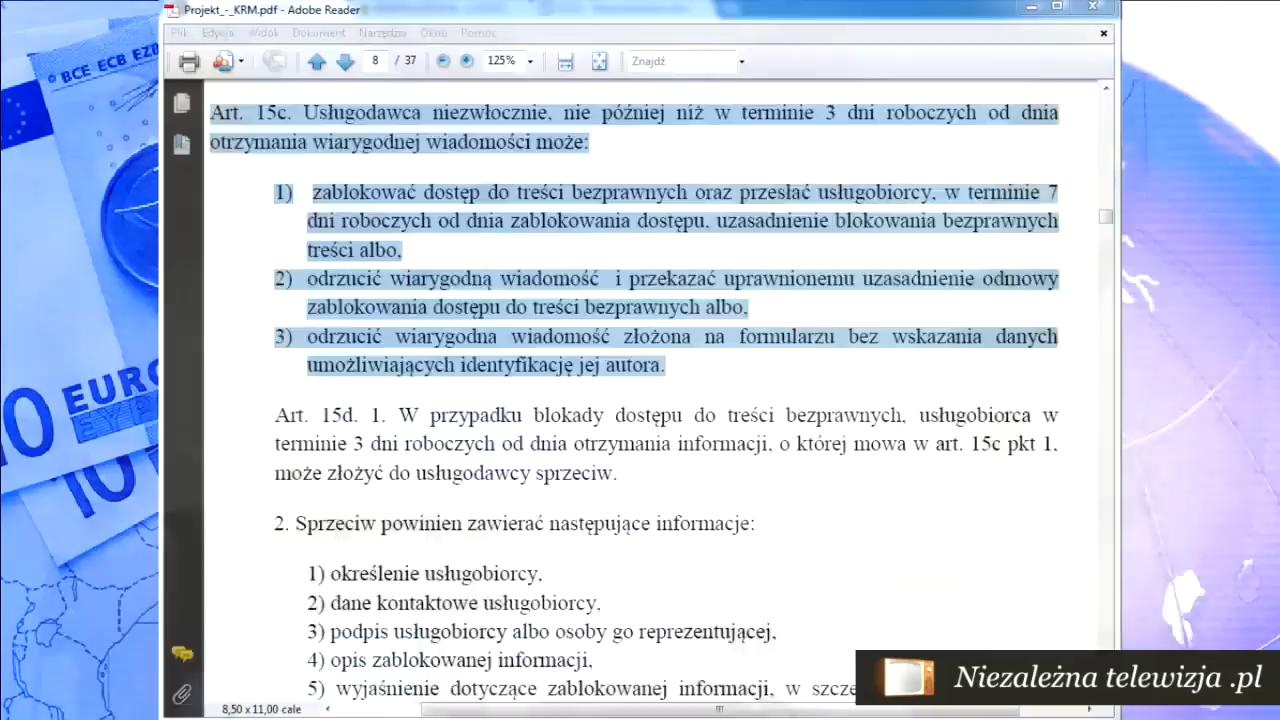 Projekt_-_KRM.pdf - Adobe Reader
Plik Edycja Widok Dokument Narzędzia Okno Pomoc
8 / 37 125% Znajdź
BCE ECB EZB
Art. 15c. Usługodawca niezwłocznie, nie później niż w terminie 3 dni roboczych od dnia
otrzymania wiarygodnej wiadomości może:
1) zablokować dostęp do treści bezprawnych oraz przesłać usługobiorcy, w terminie 7
dni roboczych od dnia zablokowania dostępu, uzasadnienie blokowania bezprawnych
treści albo,
2) odrzucić wiarygodną wiadomość i przekazać uprawnionemu uzasadnienie odmowy
zablokowania dostępu do treści bezprawnych albo,
3) odrzucić wiarygodna wiadomość złożona na formularzu bez wskazania danych
umożliwiających identyfikację jej autora.
10 EURO
Art. 15d. 1. W przypadku blokady dostępu do treści bezprawnych, usługobiorca w
terminie 3 dni roboczych od dnia otrzymania informacji, o której mowa w art. 15c pkt 1,
może złożyć do usługodawcy sprzeciw.
10
2. Sprzeciw powinien zawierać następujące informacje:
1) określenie usługobiorcy,
2) dane kontaktowe usługobiorcy,
3) podpis usługobiorcy albo osoby go reprezentującej,
4) opis zablokowanej informacji,
5) wyjaśnienie dotyczące zablokowanej informacji, w
Niezależna telewizja .pl
8,50 x 11,00 cale